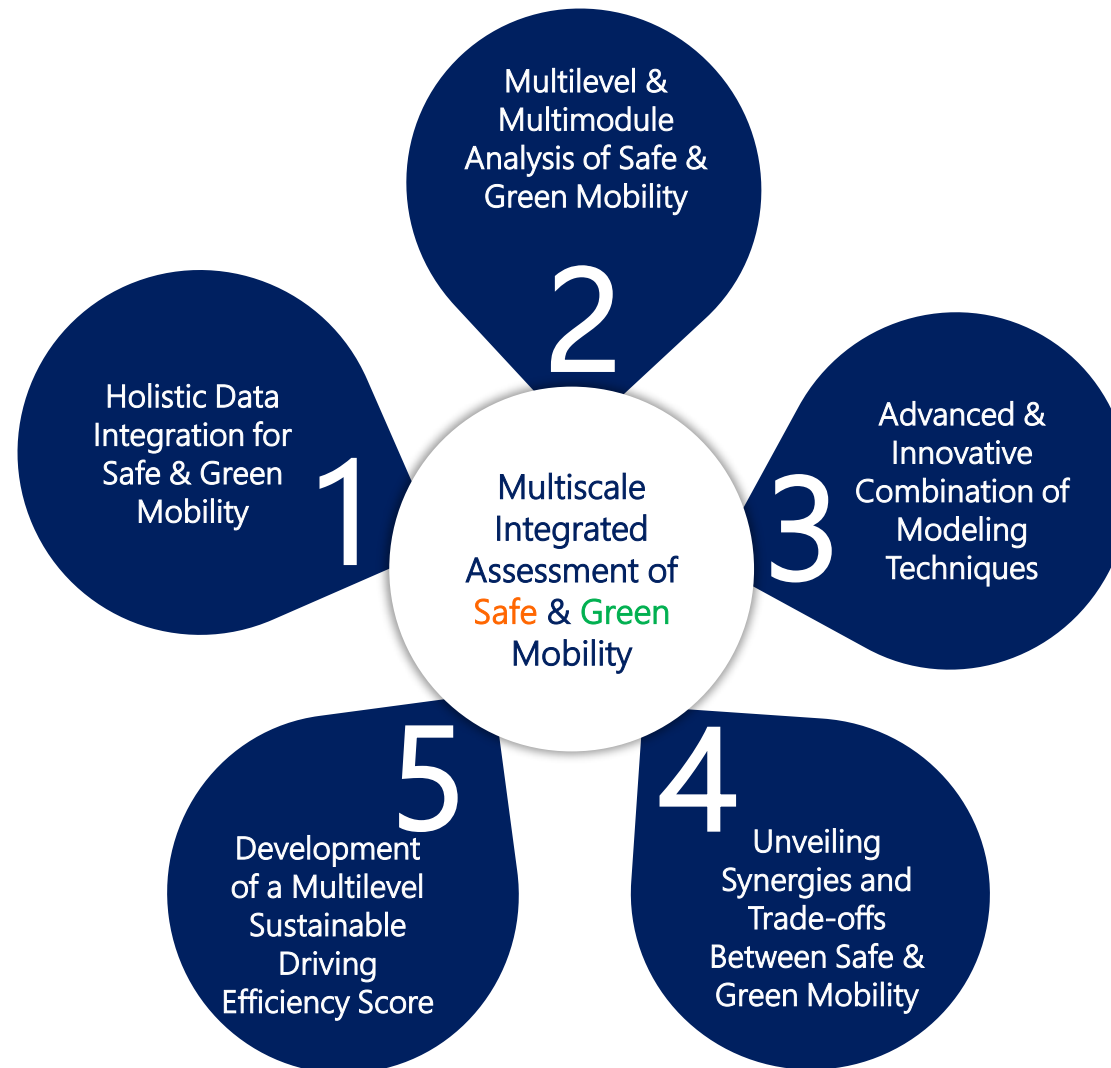 Holistic Data
Integration for
Safe & Green
Mobility
1
Multilevel &
Multimodule
Analysis of Safe &
Green Mobility
2
Advanced &
Innovative
Combination of
Modeling
Techniques
3
Unveiling
Synergies and
Trade-offs
Between Safe &
Green Mobility
4
Development
of a Multilevel
Sustainable
Driving
Efficiency Score
5
Multiscale
Integrated
Assessment of
Safe & Green
Mobility